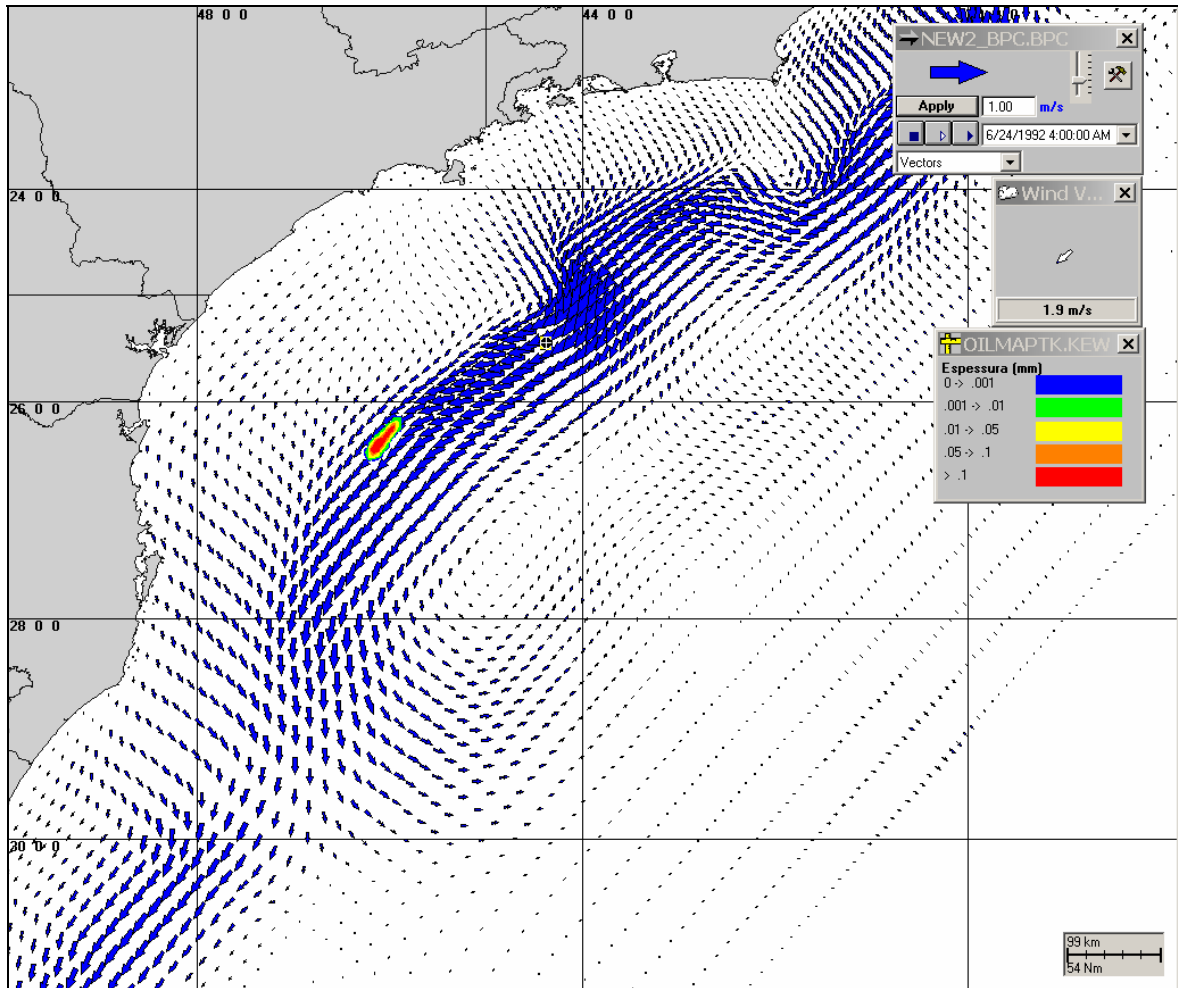 48 0 0
44 0 0
NEW2_BPC.BPC
Apply 1.00 m/s
6/24/1992 4:00:00 AM
Vectors
24 0 0
Wind V...
1.9 m/s
OILMAPTK.KEW
Espessura (mm)
0 -> .001
.001 -> .01
.01 -> .05
.05 -> .1
> .1
26 0 0
28 0 0
30 0 0
99 km
54 Nm